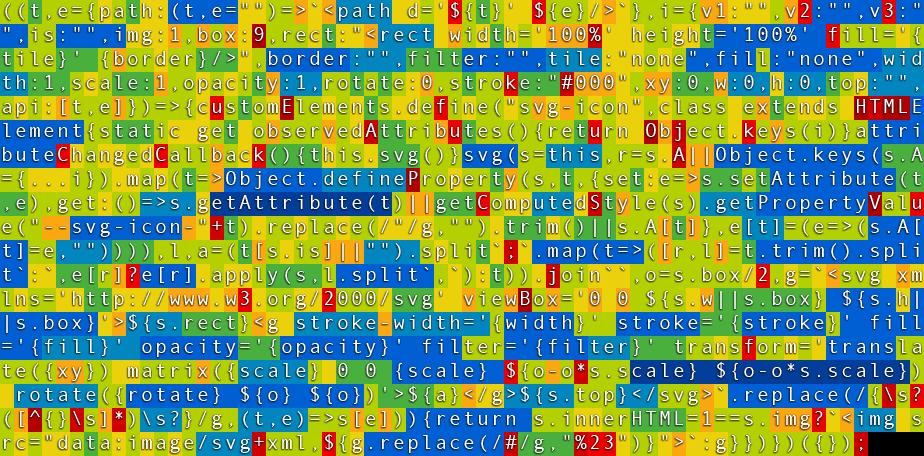 ((t,e={path:(t,e="")=>`<path d='${t}' ${e}/>`},i={v1:"",v2:"",v3:"
",is:"",img:1,box:9,rect:"<rect width='100%' height='100%' fill='{
tile}' {border}/>",border:"",filter:"",tile:"none",fill:"none",wid
th:1,scale:1,opacity:1,rotate:0,stroke:"#000",xy:0,w:0,h:0,top:"",
api:[t,e]})=>{customElements.define("svg-icon",class extends HTMLE
lement{static get observedAttributes(){return Object.keys(i)}attri
buteChangedCallback(){this.svg()}svg(s=this,r=s.A||Object.keys(s.A
={...i}).map(t=>Object.defineProperty(s,t,{set:e=>s.setAttribute(t
,e),get:()=>s.getAttribute(t)||getComputedStyle(s).getPropertyValu
e("--svg-icon-"+t).replace(/"/g,"").trim()||s.A[t]},e[t]=(e=>(s.A[
t]=e,"")))),l,a=(t[s.is]||"").split`;`.map(t=>([r,l]=t.trim().spli
t`:`,e[r]?e[r].apply(s,l.split`,`):t)).join``,o=s.box/2,g=`<svg xm
lns='http://www.w3.org/2000/svg' viewBox='0 0 ${s.w||s.box} ${s.h|
|s.box}'>${s.rect}<g stroke-width='{width}' stroke='{stroke}' fill
='{fill}' opacity='{opacity}' filter='{filter}' transform='transla
te({xy}) matrix({scale} 0 0 {scale} ${o-o*s.scale} ${o-o*s.scale})
 rotate({rotate} ${o} ${o})'>${a}</g>${s.top}</svg>`.replace(/{\s?
([^{}\s]*)\s?}/g,(t,e)=>s[e])){return s.innerHTML=1==s.img?`<img s
rc="data:image/svg+xml,${g.replace(/#/g,"%23")}">`:g}})})({});